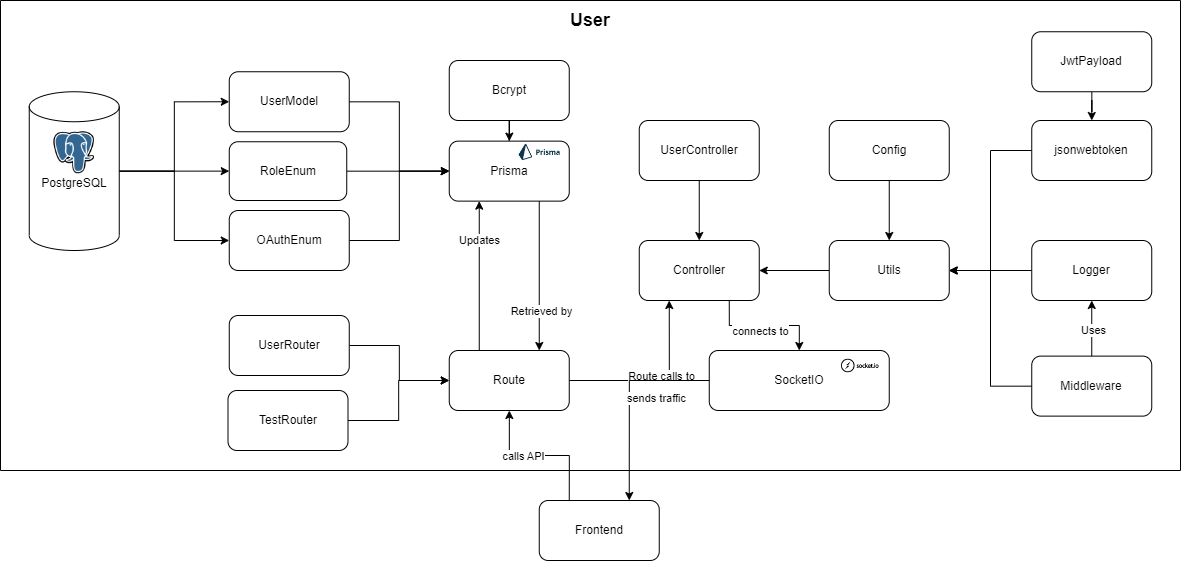 User
JwtPayload
Bcrypt
UserModel
UserController
Config
jsonwebtoken
Prisma
Prisma
PostgreSQL
RoleEnum
OAuthEnum
Updates
Controller
Utils
Logger
Retrieved by
connects to
Uses
UserRouter
Route
Route calls to
SocketIO
socket.io
Middleware
sends traffic
TestRouter
calls API
Frontend